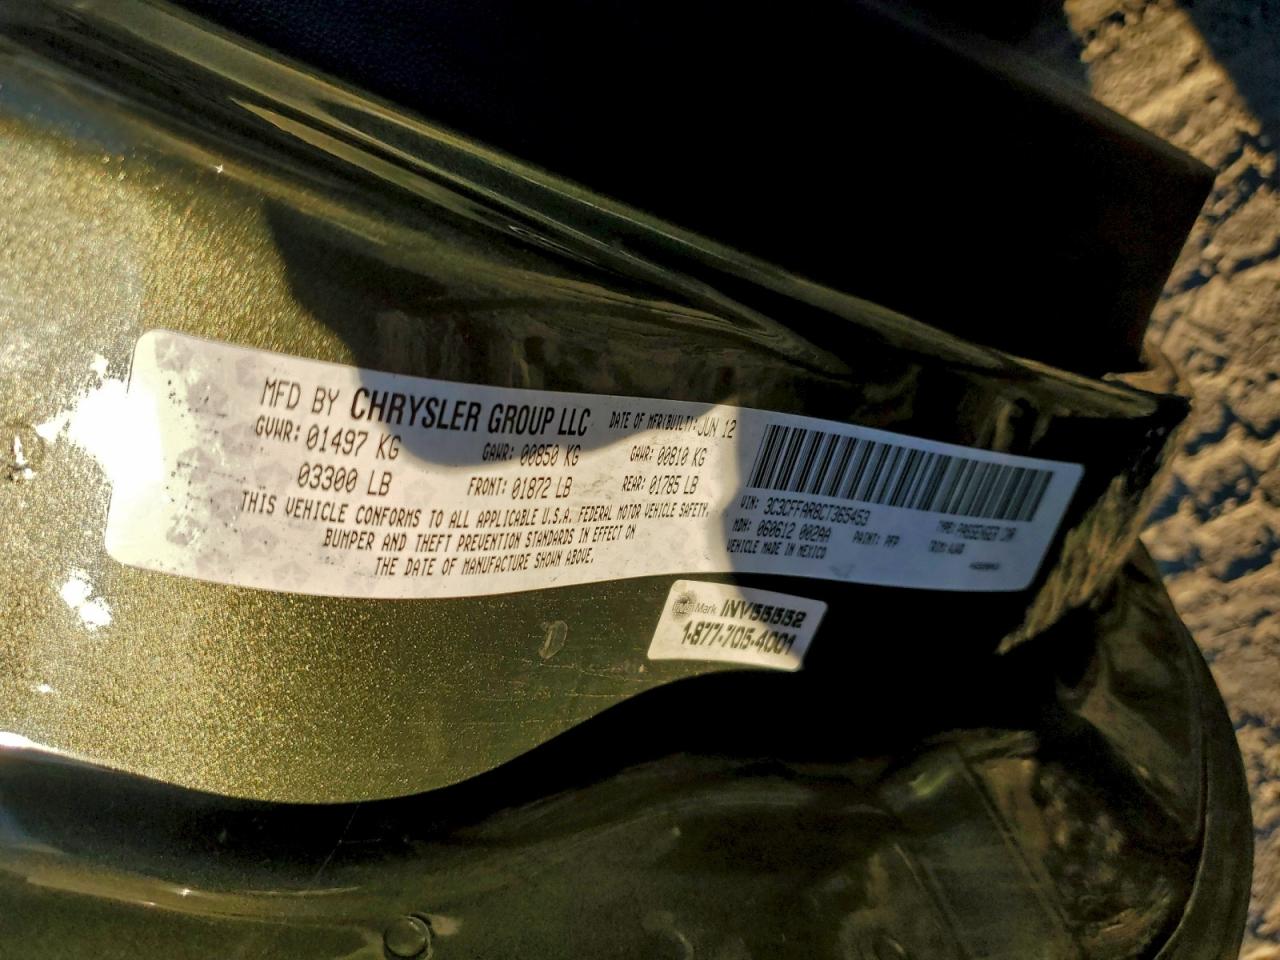 MFD BY CHRYSLER GROUP LLC DATE OF MFR(BUILT): JUN 12
GVWR: 01497 KG GAWR: 00850 KG GAWR: 00810 KG
03300 LB FRONT: 01872 LB REAR: 01785 LB
THIS VEHICLE CONFORMS TO ALL APPLICABLE U.S.A. FEDERAL MOTOR VEHICLE SAFETY,
BUMPER AND THEFT PREVENTION STANDARDS IN EFFECT ON
THE DATE OF MANUFACTURE SHOWN ABOVE.
VIN: 3C3CFFAR8CT365453 TYPE: PASSENGER CAR
MDH: 060612 002AA PAINT: PFP TRIM:
VEHICLE MADE IN MEXICO
Mark INV55552
1-877-705-4001